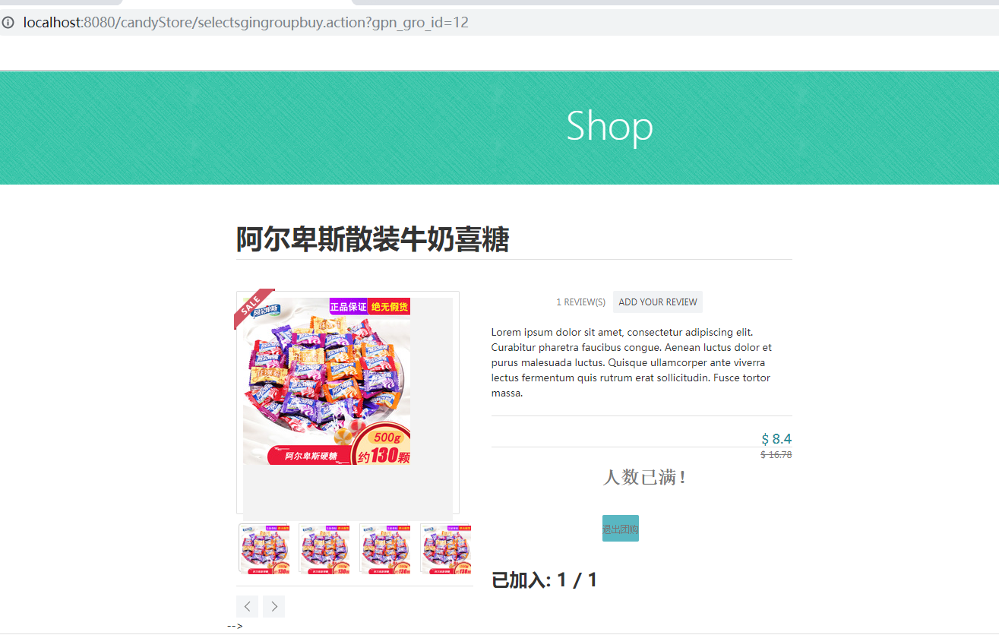 localhost:8080/candyStore/selectsgingroupbuy.action?gpn_gro_id=12
Shop
阿尔卑斯散装牛奶喜糖
SALE
阿尔卑斯
正品保证 绝无假货
500g
约130颗
阿尔卑斯硬糖
1 REVIEW(S) ADD YOUR REVIEW
Lorem ipsum dolor sit amet, consectetur adipiscing elit.
Curabitur pharetra faucibus congue. Aenean luctus dolor et
purus malesuada luctus. Quisque ullamcorper ante viverra
lectus fermentum quis rutrum erat sollicitudin. Fusce tortor
massa.
$ 8.4
$ 16.78
人数已满！
退出团购
已加入: 1 / 1
-->